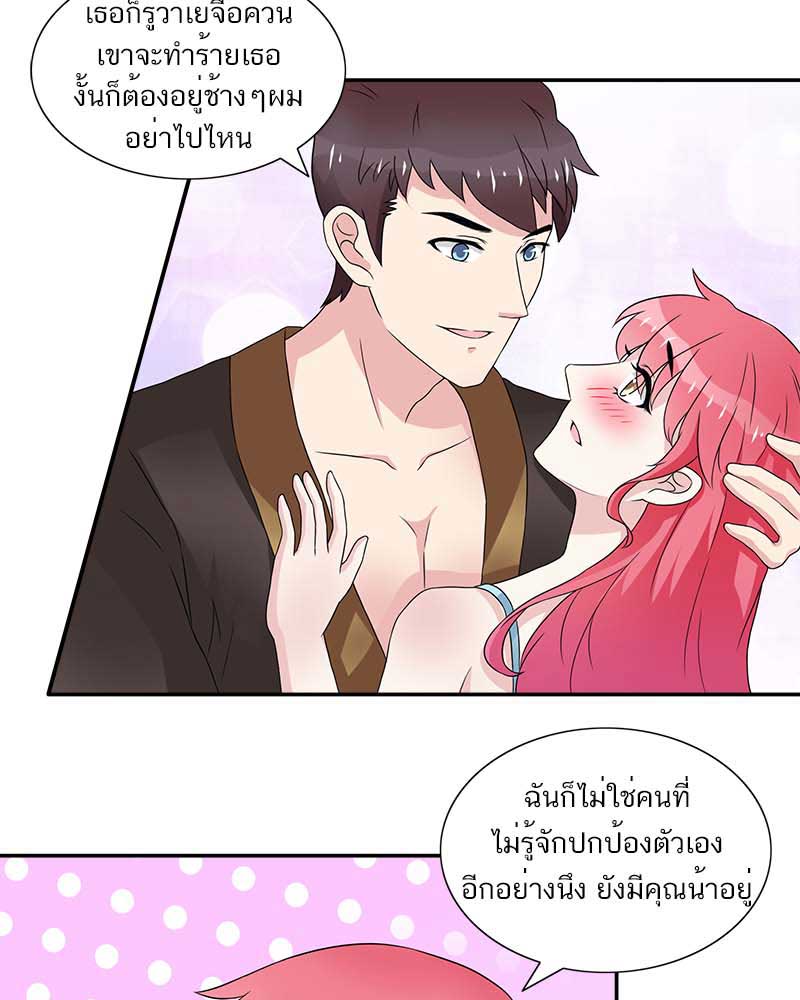 เธอก็รู้ว่าเยจือควน
เขาจะทำร้ายเธอ
งั้นก็ต้องอยู่ช้างๆผม
อย่าไปไหน
ฉันก็ไม่ใช่คนที่
ไม่รู้จักปกป้องตัวเอง
อีกอย่างนึง ยังมีคุณน้าอยู่